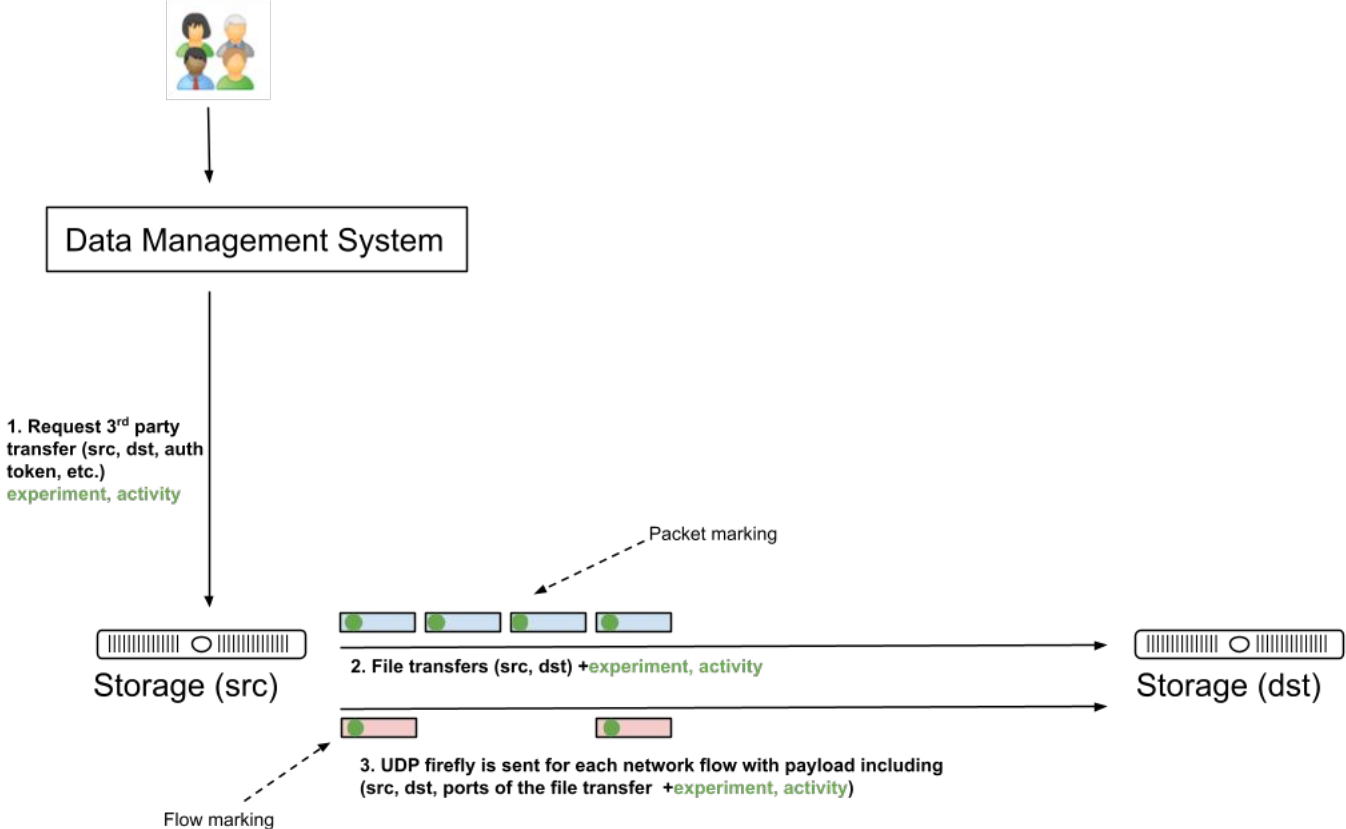 Data Management System
1. Request 3rd party
transfer (src, dst, auth
token, etc.)
experiment, activity
Packet marking
2. File transfers (src, dst) +experiment, activity
Storage (src)
Storage (dst)
3. UDP firefly is sent for each network flow with payload including
(src, dst, ports of the file transfer  +experiment, activity)
Flow marking